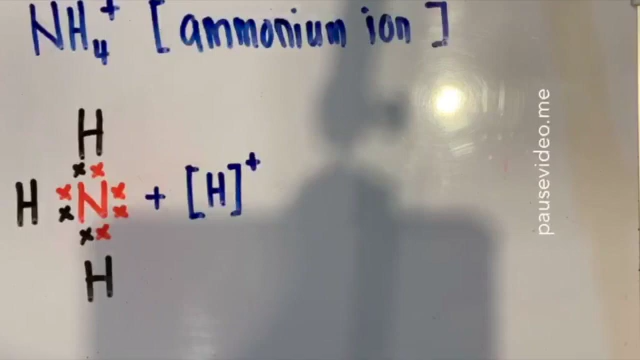 NH₄⁺ [ammonium ion]
H
H N + [H]⁺
H
pausevideo.me